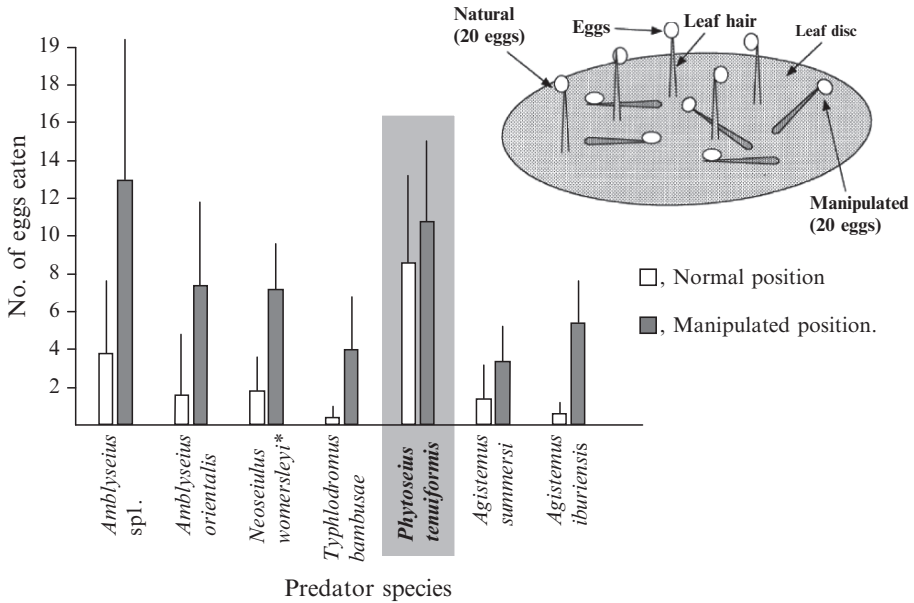 Natural
(20 eggs)
Eggs
Leaf hair
Leaf disc
Manipulated
(20 eggs)
No. of eggs eaten
19
18
16
14
12
10
8
6
4
2
, Normal position
, Manipulated position.
Amblyseius
spl.
Amblyseius
orientalis
Neoseidus
womersleyi*
Typhlodromus
bambusae
Phytoseius
tenuiformis
Agistemus
summersi
Agistemus
iburiensis
Predator species